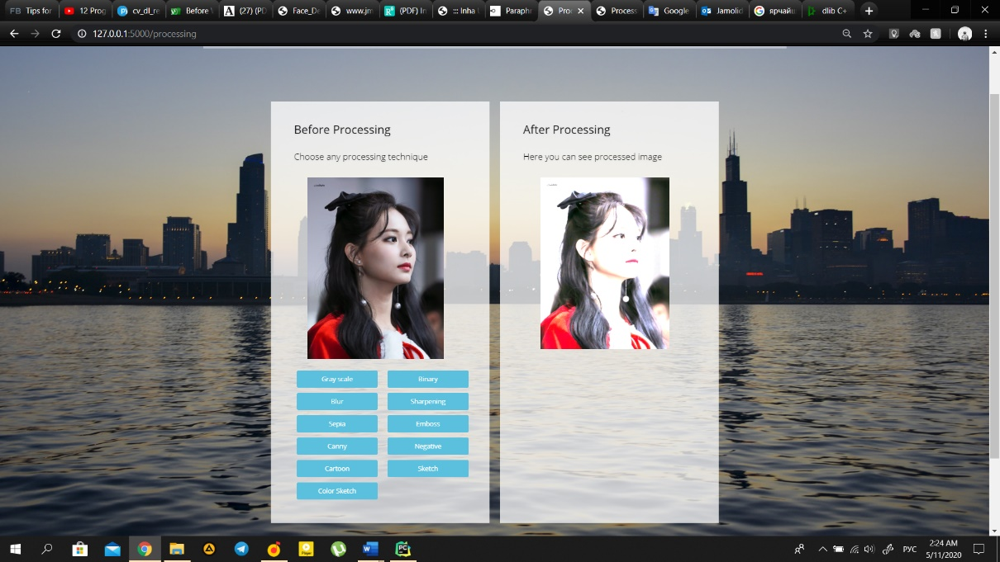 FB Tips for
12 Prog
cv_dl_re
Before
(27) (PD
Face_De
www.jm
(PDF) In
::: Inha
Paraph
Proc
Process
Google
Jamolid
ярчай
dlib C+
127.0.0.1:5000/processing
Before Processing
Choose any processing technique
Gray scale
Binary
Blur
Sharpening
Sepia
Emboss
Canny
Negative
Cartoon
Sketch
Color Sketch
After Processing
Here you can see processed image
РУС
2:24 AM
5/11/2020